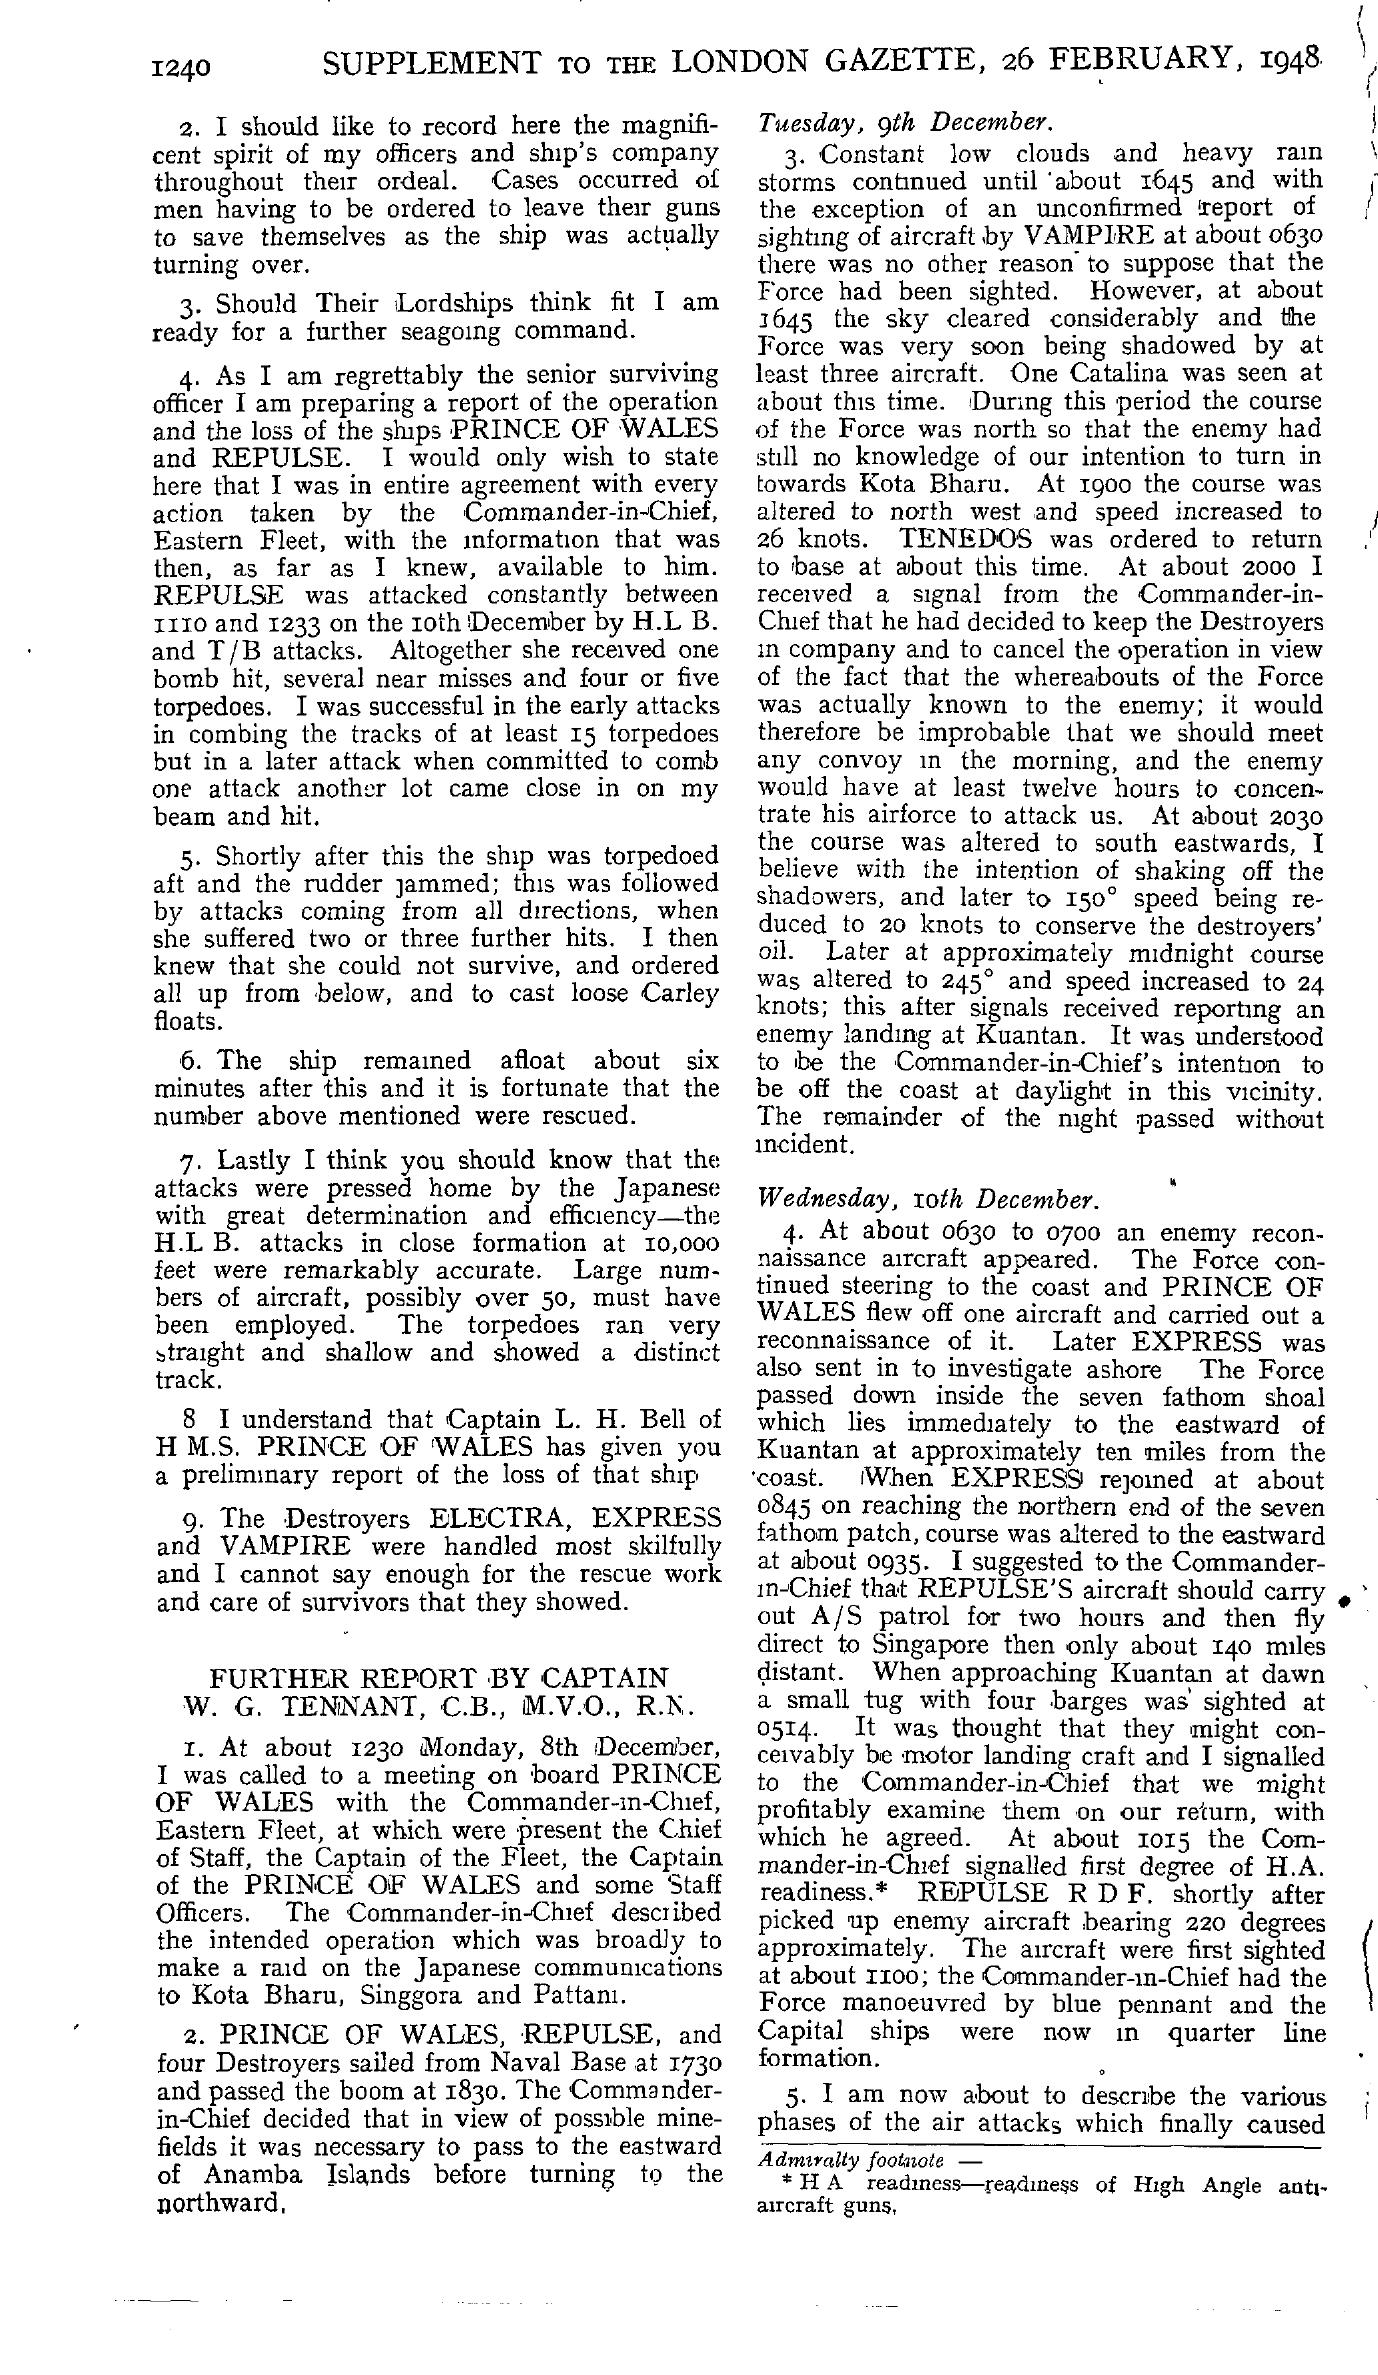 1240 SUPPLEMENT TO THE LONDON GAZETTE, 26 FEBRUARY, 1948
2. I should like to record here the magnifi-
cent spirit of my officers and ship's company
throughout their ordeal. Cases occurred of
men having to be ordered to leave their guns
to save themselves as the ship was actually
turning over.
3. Should Their Lordships think fit I am
ready for a further seagoing command.
4. As I am regrettably the senior surviving
officer I am preparing a report of the operation
and the loss of the ships PRINCE OF WALES
and REPULSE. I would only wish to state
here that I was in entire agreement with every
action taken by the Commander-in-Chief,
Eastern Fleet, with the information that was
then, as far as I knew, available to him.
REPULSE was attacked constantly between
1110 and 1233 on the 10th December by H.L B.
and T/B attacks. Altogether she received one
bomb hit, several near misses and four or five
torpedoes. I was successful in the early attacks
in combing the tracks of at least 15 torpedoes
but in a later attack when committed to comb
one attack another lot came close in on my
beam and hit.
5. Shortly after this the ship was torpedoed
aft and the rudder jammed; this was followed
by attacks coming from all directions, when
she suffered two or three further hits. I then
knew that she could not survive, and ordered
all up from below, and to cast loose Carley
floats.
6. The ship remained afloat about six
minutes after this and it is fortunate that the
number above mentioned were rescued.
7. Lastly I think you should know that the
attacks were pressed home by the Japanese
with great determination and efficiency—the
H.L B. attacks in close formation at 10,000
feet were remarkably accurate. Large num-
bers of aircraft, possibly over 50, must have
been employed. The torpedoes ran very
straight and shallow and showed a distinct
track.
8 I understand that Captain L. H. Bell of
H M.S. PRINCE OF WALES has given you
a preliminary report of the loss of that ship
9. The Destroyers ELECTRA, EXPRESS
and VAMPIRE were handled most skilfully
and I cannot say enough for the rescue work
and care of survivors that they showed.
FURTHER REPORT BY CAPTAIN
W. G. TENNANT, C.B., M.V.O., R.N.
1. At about 1230 Monday, 8th December,
I was called to a meeting on board PRINCE
OF WALES with the Commander-in-Chief,
Eastern Fleet, at which were present the Chief
of Staff, the Captain of the Fleet, the Captain
of the PRINCE OF WALES and some Staff
Officers. The Commander-in-Chief described
the intended operation which was broadly to
make a raid on the Japanese communications
to Kota Bharu, Singgora and Pattani.
2. PRINCE OF WALES, REPULSE, and
four Destroyers sailed from Naval Base at 1730
and passed the boom at 1830. The Commander-
in-Chief decided that in view of possible mine-
fields it was necessary to pass to the eastward
of Anamba Islands before turning to the
northward.
Tuesday, 9th December.
3. Constant low clouds and heavy rain
storms continued until about 1645 and with
the exception of an unconfirmed report of
sighting of aircraft by VAMPIRE at about 0630
there was no other reason to suppose that the
Force had been sighted. However, at about
1645 the sky cleared considerably and the
Force was very soon being shadowed by at
least three aircraft. One Catalina was seen at
about this time. During this period the course
of the Force was north so that the enemy had
still no knowledge of our intention to turn in
towards Kota Bharu. At 1900 the course was
altered to north west and speed increased to
26 knots. TENEDOS was ordered to return
to base at about this time. At about 2000 I
received a signal from the Commander-in-
Chief that he had decided to keep the Destroyers
in company and to cancel the operation in view
of the fact that the whereabouts of the Force
was actually known to the enemy; it would
therefore be improbable that we should meet
any convoy in the morning, and the enemy
would have at least twelve hours to concen-
trate his airforce to attack us. At about 2030
the course was altered to south eastwards, I
believe with the intention of shaking off the
shadowers, and later to 150° speed being re-
duced to 20 knots to conserve the destroyers'
oil. Later at approximately midnight course
was altered to 245° and speed increased to 24
knots; this after signals received reporting an
enemy landing at Kuantan. It was understood
to be the Commander-in-Chief's intention to
be off the coast at daylight in this vicinity.
The remainder of the night passed without
incident.
Wednesday, 10th December.
4. At about 0630 to 0700 an enemy recon-
naissance aircraft appeared. The Force con-
tinued steering to the coast and PRINCE OF
WALES flew off one aircraft and carried out a
reconnaissance of it. Later EXPRESS was
also sent in to investigate ashore The Force
passed down inside the seven fathom shoal
which lies immediately to the eastward of
Kuantan at approximately ten miles from the
coast. When EXPRESS rejoined at about
0845 on reaching the northern end of the seven
fathom patch, course was altered to the eastward
at about 0935. I suggested to the Commander-
in-Chief that REPULSE'S aircraft should carry
out A/S patrol for two hours and then fly
direct to Singapore then only about 140 miles
distant. When approaching Kuantan at dawn
a small tug with four barges was sighted at
0514. It was thought that they might con-
ceivably be motor landing craft and I signalled
to the Commander-in-Chief that we might
profitably examine them on our return, with
which he agreed. At about 1015 the Com-
mander-in-Chief signalled first degree of H.A.
readiness.* REPULSE R D F. shortly after
picked up enemy aircraft bearing 220 degrees
approximately. The aircraft were first sighted
at about 1100; the Commander-in-Chief had the
Force manoeuvred by blue pennant and the
Capital ships were now in quarter line
formation.
5. I am now about to describe the various
phases of the air attacks which finally caused
Admiralty footnote —
* H A readiness—readiness of High Angle anti-
aircraft guns.